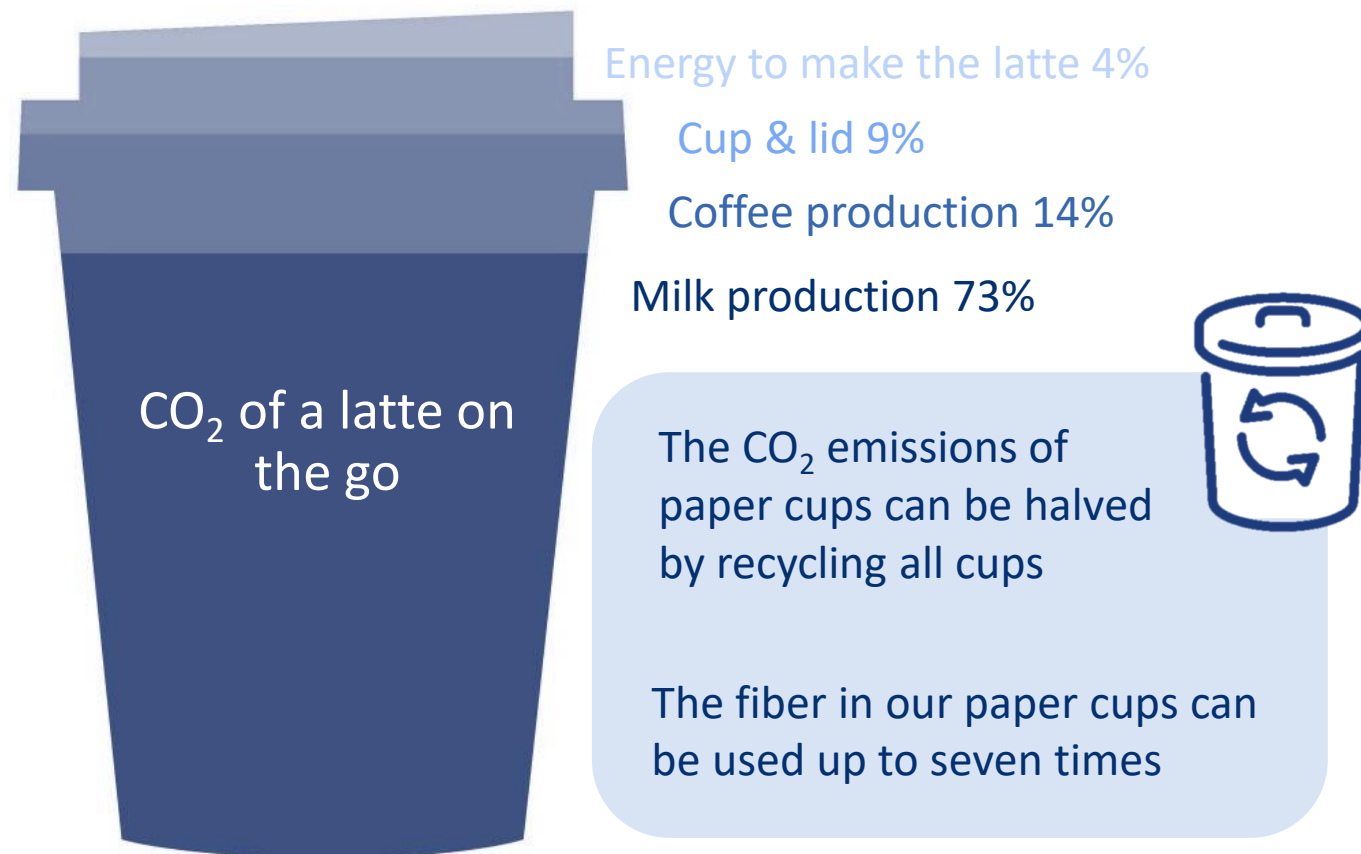 Energy to make the latte 4%
Cup & lid 9%
Coffee production 14%
Milk production 73%
CO₂ of a latte on
the go
The CO₂ emissions of
paper cups can be halved
by recycling all cups
The fiber in our paper cups can
be used up to seven times